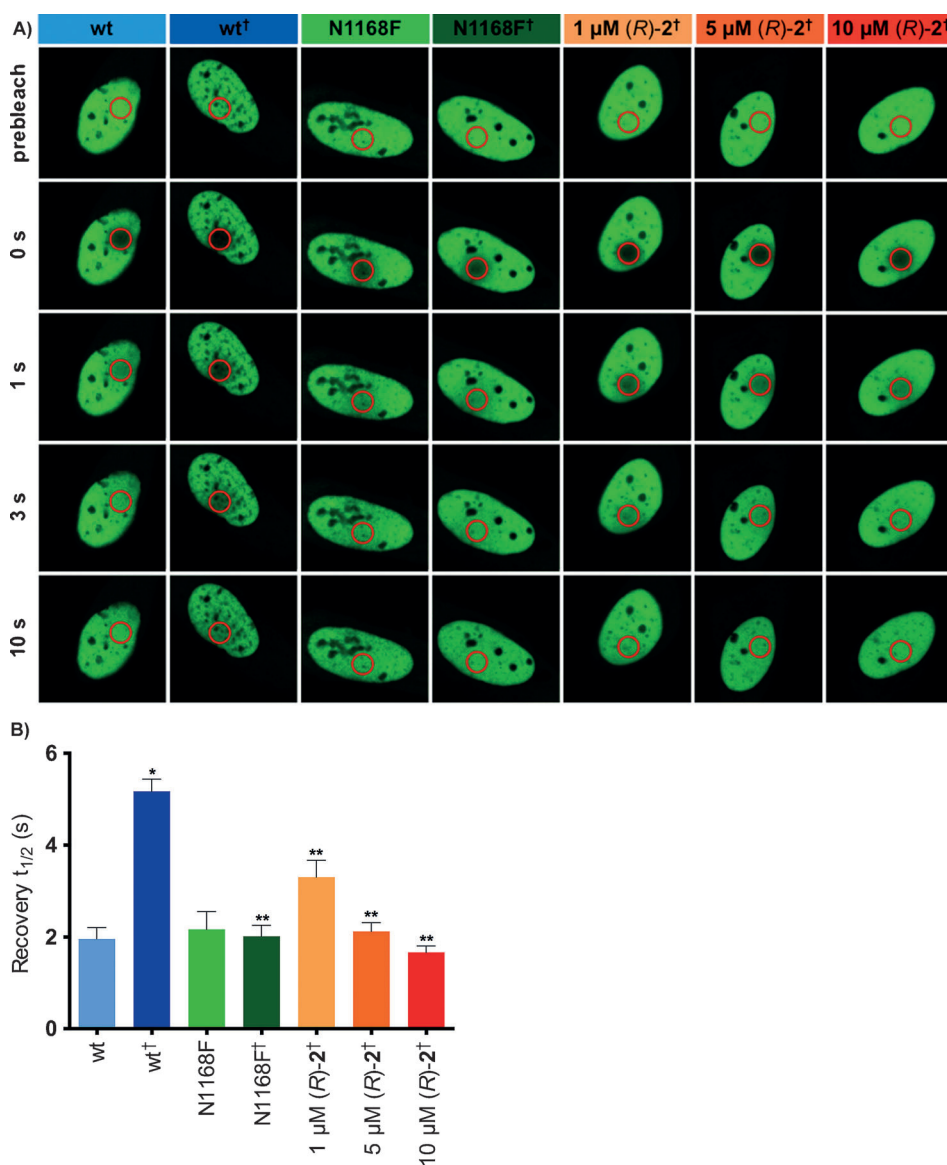 A) wt wt† N1168F N1168F† 1 µM (R)-2† 5 µM (R)-2† 10 µM (R)-2†
prebleach
0 s
1 s
3 s
10 s
B)
Recovery t1/2 (s)
6
4
2
0
*
**
**
**
**
wt
wt†
N1168F
N1168F†
1 µM (R)-2†
5 µM (R)-2†
10 µM (R)-2†